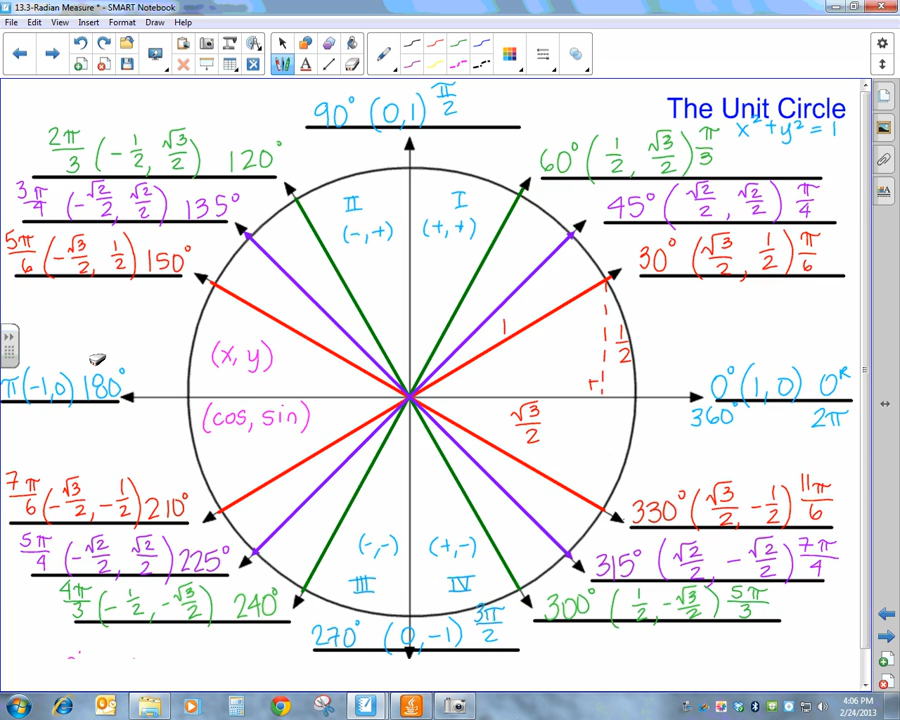 13.3-Radian Measure * - SMART Notebook
File Edit View Insert Format Draw Help
The Unit Circle
x² + y² = 1
90° (0, 1) π/2
2π/3 (-1/2, √3/2) 120°
60° (1/2, √3/2) π/3
3π/4 (-√2/2, √2/2) 135°
45° (√2/2, √2/2) π/4
5π/6 (-√3/2, 1/2) 150°
30° (√3/2, 1/2) π/6
II
I
(-, +)
(+, +)
1
1/2
(x, y)
π (-1, 0) 180°
0° (1, 0) 0ᴿ
360° 2π
(cos, sin)
√3/2
7π/6 (-√3/2, -1/2) 210°
330° (√3/2, -1/2) 11π/6
5π/4 (-√2/2, √2/2) 225°
315° (√2/2, -√2/2) 7π/4
(-, -)
(+, -)
III
IV
4π/3 (-1/2, -√3/2) 240°
300° (1/2, -√3/2) 5π/3
270° (0, -1) 3π/2
4:06 PM
2/24/2013